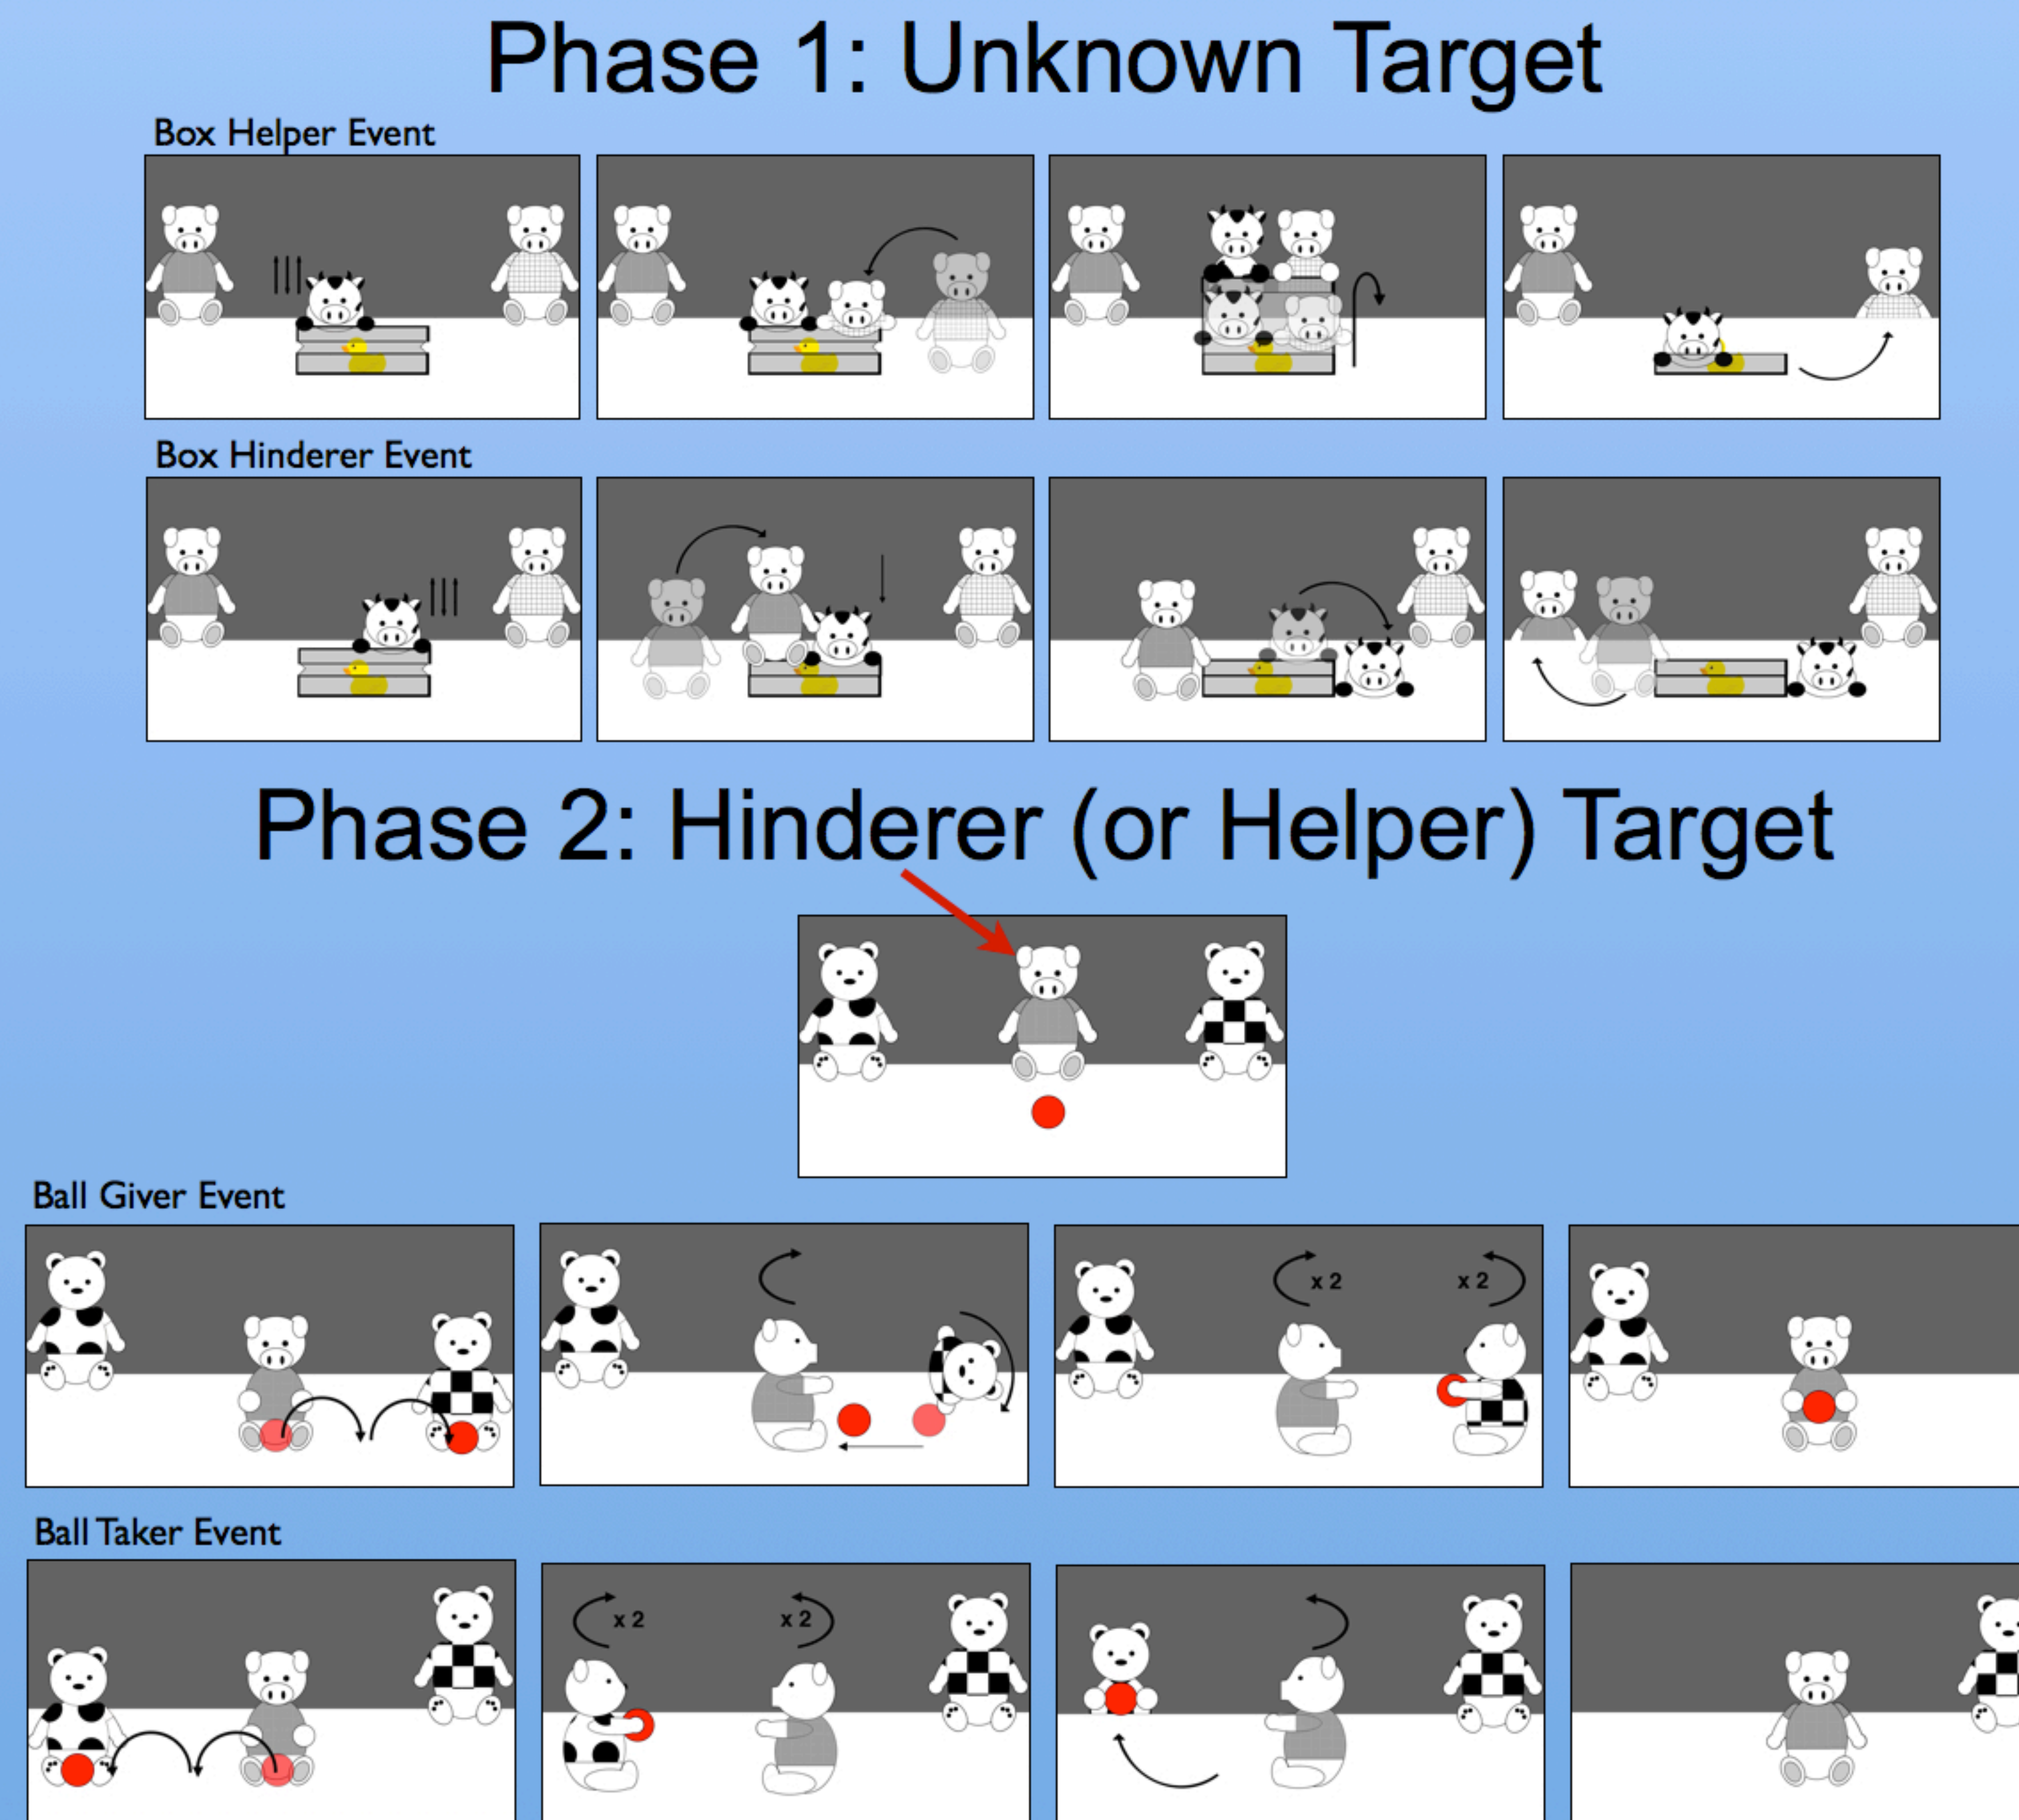 Phase 1: Unknown Target
Box Helper Event
Box Hinderer Event
Phase 2: Hinderer (or Helper) Target
Ball Giver Event
x 2
x 2
Ball Taker Event
x 2
x 2